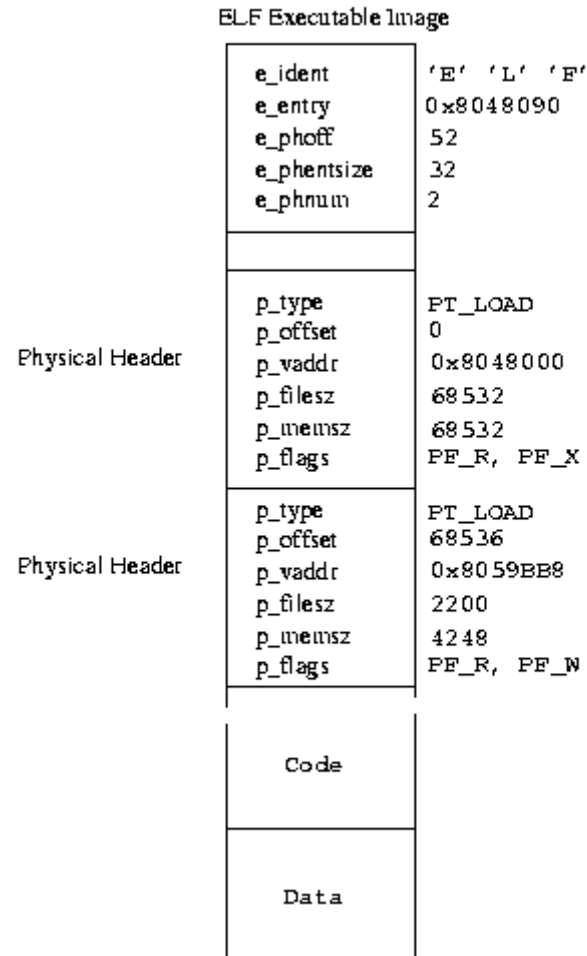 ELF Executable Image
e_ident 'E' 'L' 'F'
e_entry 0x8048090
e_phoff 52
e_phentsize 32
e_phnum 2
p_type PT_LOAD
p_offset 0
Physical Header p_vaddr 0x8048000
p_filesz 68532
p_memsz 68532
p_flags PF_R, PF_X
p_type PT_LOAD
p_offset 68536
Physical Header p_vaddr 0x8059BB8
p_filesz 2200
p_memsz 4248
p_flags PF_R, PF_W
Code
Data